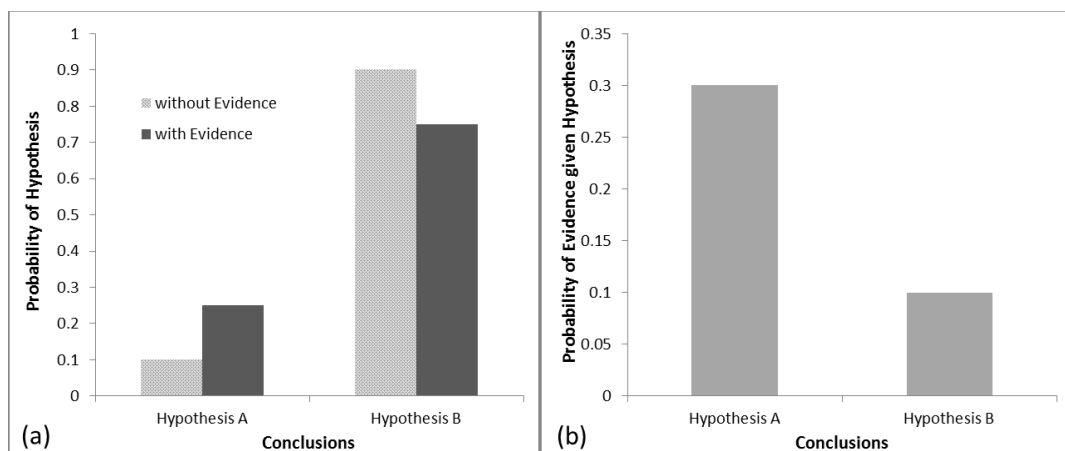 Probability of Hypothesis
1
0.9
0.8
0.7
0.6
0.5
0.4
0.3
0.2
0.1
0
without Evidence
with Evidence
Hypothesis A
Hypothesis B
Conclusions
(a)
Probability of Evidence given Hypothesis
0.35
0.3
0.25
0.2
0.15
0.1
0.05
0
Hypothesis A
Hypothesis B
Conclusions
(b)